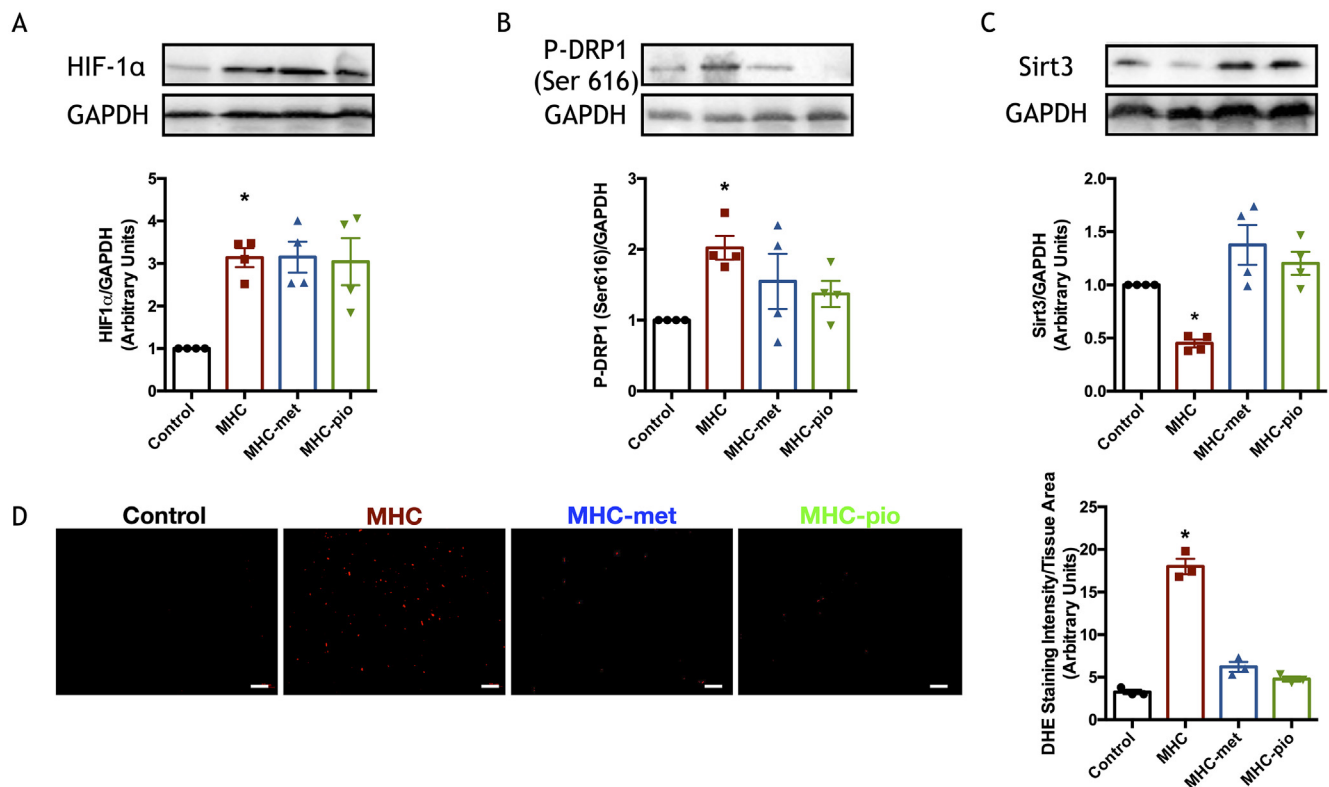 A
HIF-1α
GAPDH
HIF1α/GAPDH
(Arbitrary Units)
5
4
3
2
1
0
*
Control
MHC
MHC-met
MHC-pio
B
P-DRP1
(Ser 616)
GAPDH
P-DRP1 (Ser616)/GAPDH
3
2
1
0
*
Control
MHC
MHC-met
MHC-pio
C
Sirt3
GAPDH
Sirt3/GAPDH
(Arbitrary Units)
2.0
1.5
1.0
0.5
0.0
*
Control
MHC
MHC-met
MHC-pio
D
Control
MHC
MHC-met
MHC-pio
DHE Staining Intensity/Tissue Area
(Arbitrary Units)
25
20
15
10
5
0
*
Control
MHC
MHC-met
MHC-pio